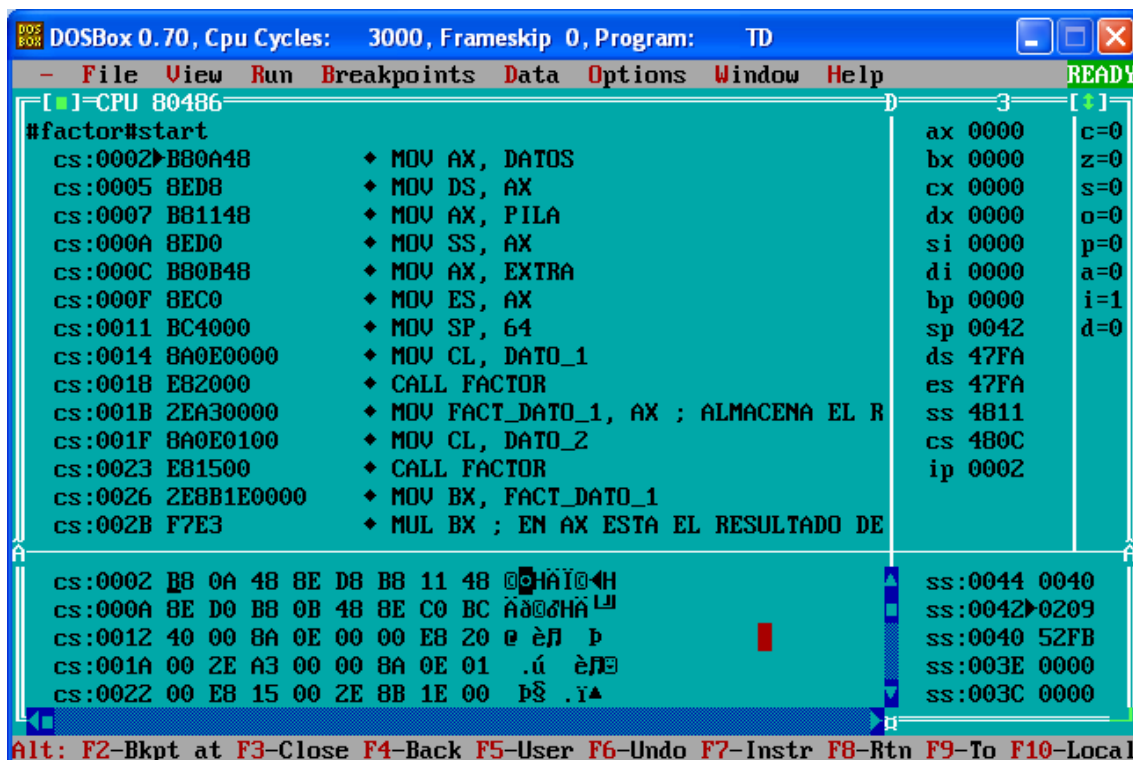 DOSBox 0.70, Cpu Cycles: 3000, Frameskip 0, Program: TD
- File View Run Breakpoints Data Options Window Help READY
[■]=CPU 80486 D 3 [↕]
#factor#start ax 0000 c=0
cs:0002►B80A48 ♦ MOV AX, DATOS bx 0000 z=0
cs:0005 8ED8 ♦ MOV DS, AX cx 0000 s=0
cs:0007 B81148 ♦ MOV AX, PILA dx 0000 o=0
cs:000A 8ED0 ♦ MOV SS, AX si 0000 p=0
cs:000C B80B48 ♦ MOV AX, EXTRA di 0000 a=0
cs:000F 8EC0 ♦ MOV ES, AX bp 0000 i=1
cs:0011 BC4000 ♦ MOV SP, 64 sp 0042 d=0
cs:0014 8A0E0000 ♦ MOV CL, DATO_1 ds 47FA
cs:0018 E82000 ♦ CALL FACTOR es 47FA
cs:001B 2EA30000 ♦ MOV FACT_DATO_1, AX ; ALMACENA EL R ss 4811
cs:001F 8A0E0100 ♦ MOV CL, DATO_2 cs 480C
cs:0023 E81500 ♦ CALL FACTOR ip 0002
cs:0026 2E8B1E0000 ♦ MOV BX, FACT_DATO_1
cs:002B F7E3 ♦ MUL BX ; EN AX ESTA EL RESULTADO DE
cs:0002 B8 0A 48 8E D8 B8 11 48 ©◙HÄÏ©◄H ss:0044 0040
cs:000A 8E D0 B8 0B 48 8E C0 BC Äð©♂HÄ└╝ ss:0042►0209
cs:0012 40 00 8A 0E 00 00 E8 20 @ è♫ Þ ss:0040 52FB
cs:001A 00 2E A3 00 00 8A 0E 01 .ú è♫☺ ss:003E 0000
cs:0022 00 E8 15 00 2E 8B 1E 00 Þ§ .ï▲ ss:003C 0000
Alt: F2-Bkpt at F3-Close F4-Back F5-User F6-Undo F7-Instr F8-Rtn F9-To F10-Local